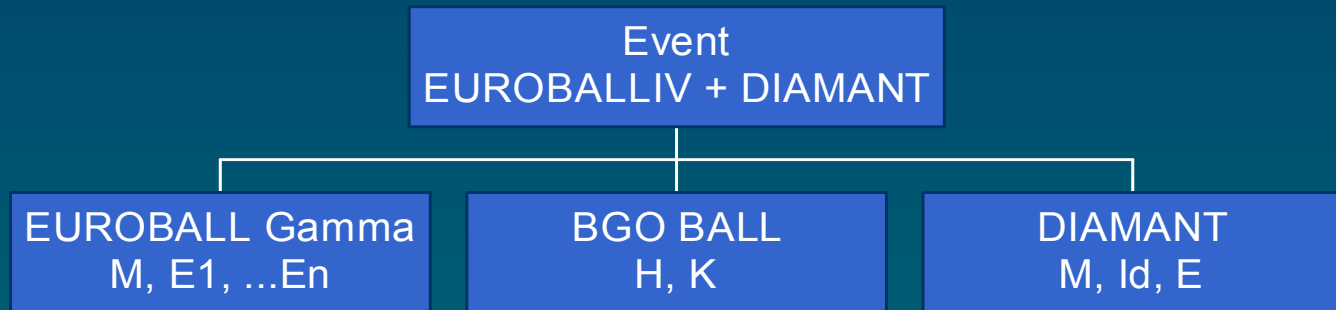 Event
EUROBALLIV + DIAMANT
EUROBALL Gamma
M, E1, ...En
BGO BALL
H, K
DIAMANT
M, Id, E